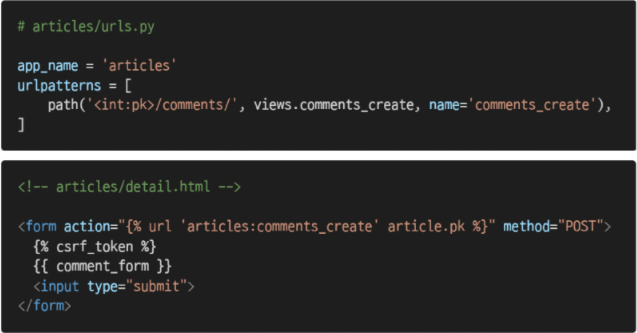 # articles/urls.py
app_name = 'articles'
urlpatterns = [
    path('<int:pk>/comments/', views.comments_create, name='comments_create'),
]
<!-- articles/detail.html -->
<form action="{% url 'articles:comments_create' article.pk %}" method="POST">
  {% csrf_token %}
  {{ comment_form }}
  <input type="submit">
</form>